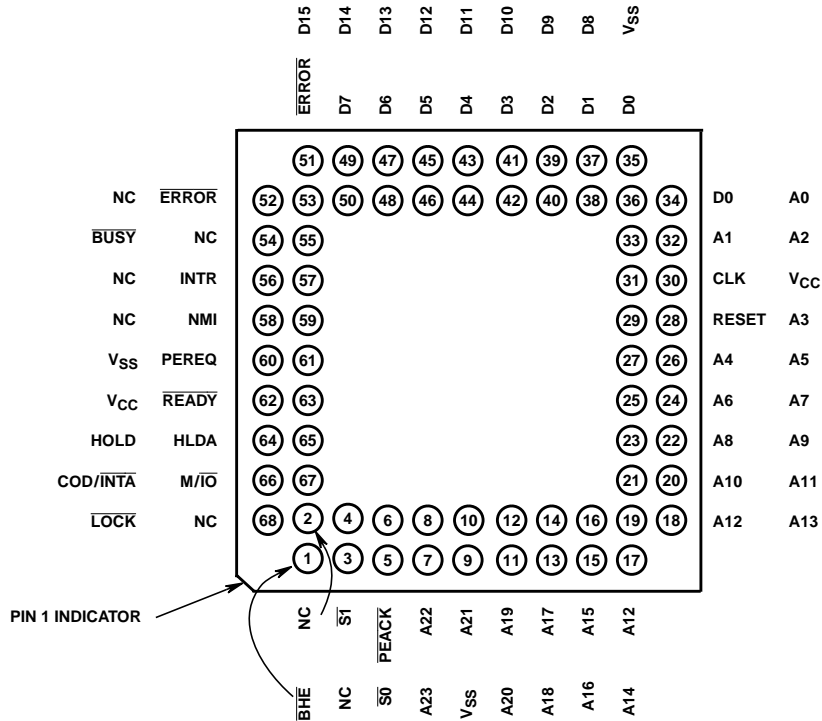 D15 D14 D13 D12 D11 D10 D9 D8 VSS
ERROR D7 D6 D5 D4 D3 D2 D1 D0
51 49 47 45 43 41 39 37 35
NC ERROR 52 53 50 48 46 44 42 40 38 36 34 D0 A0
BUSY NC 54 55 33 32 A1 A2
NC INTR 56 57 31 30 CLK VCC
NC NMI 58 59 29 28 RESET A3
VSS PEREQ 60 61 27 26 A4 A5
VCC READY 62 63 25 24 A6 A7
HOLD HLDA 64 65 23 22 A8 A9
COD/INTA M/IO 66 67 21 20 A10 A11
LOCK NC 68 2 4 6 8 10 12 14 16 19 18 A12 A13
1 3 5 7 9 11 13 15 17
PIN 1 INDICATOR
NC S1 PEACK A22 A21 A19 A17 A15 A12
BHE NC S0 A23 VSS A20 A18 A16 A14